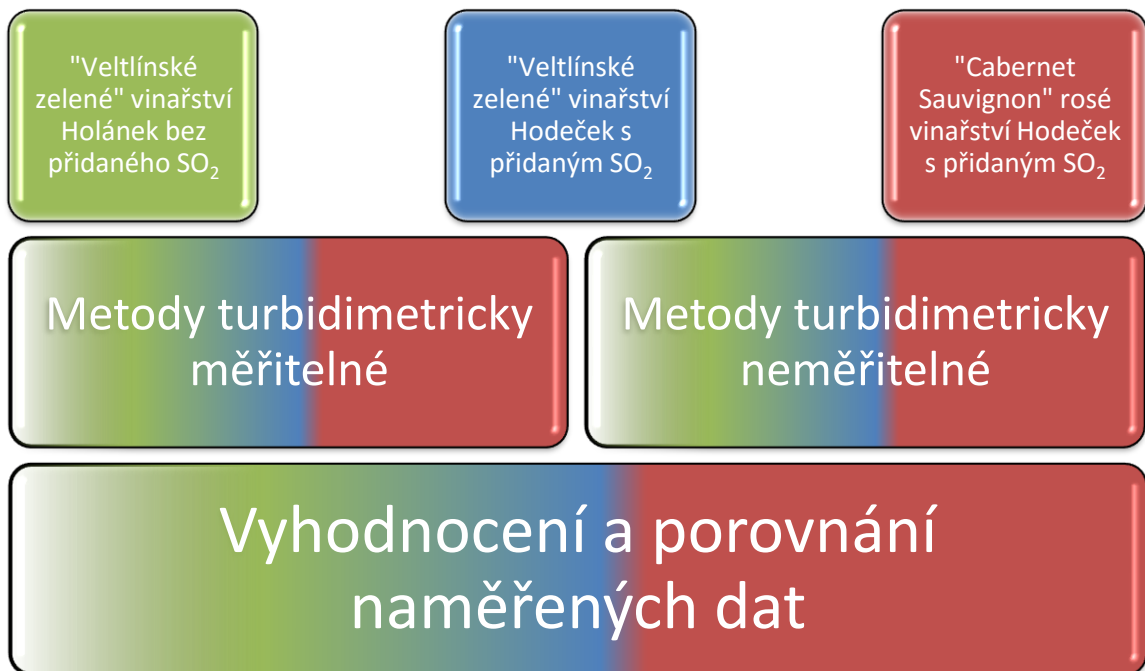 "Veltlínské
zelené" vinařství
Holánek bez
přidaného SO₂
"Veltlínské
zelené" vinařství
Hodeček s
přidaným SO₂
"Cabernet
Sauvignon" rosé
vinařství Hodeček
s přidaným SO₂
Metody turbidimetricky
měřitelné
Metody turbidimetricky
neměřitelné
Vyhodnocení a porovnání
naměřených dat